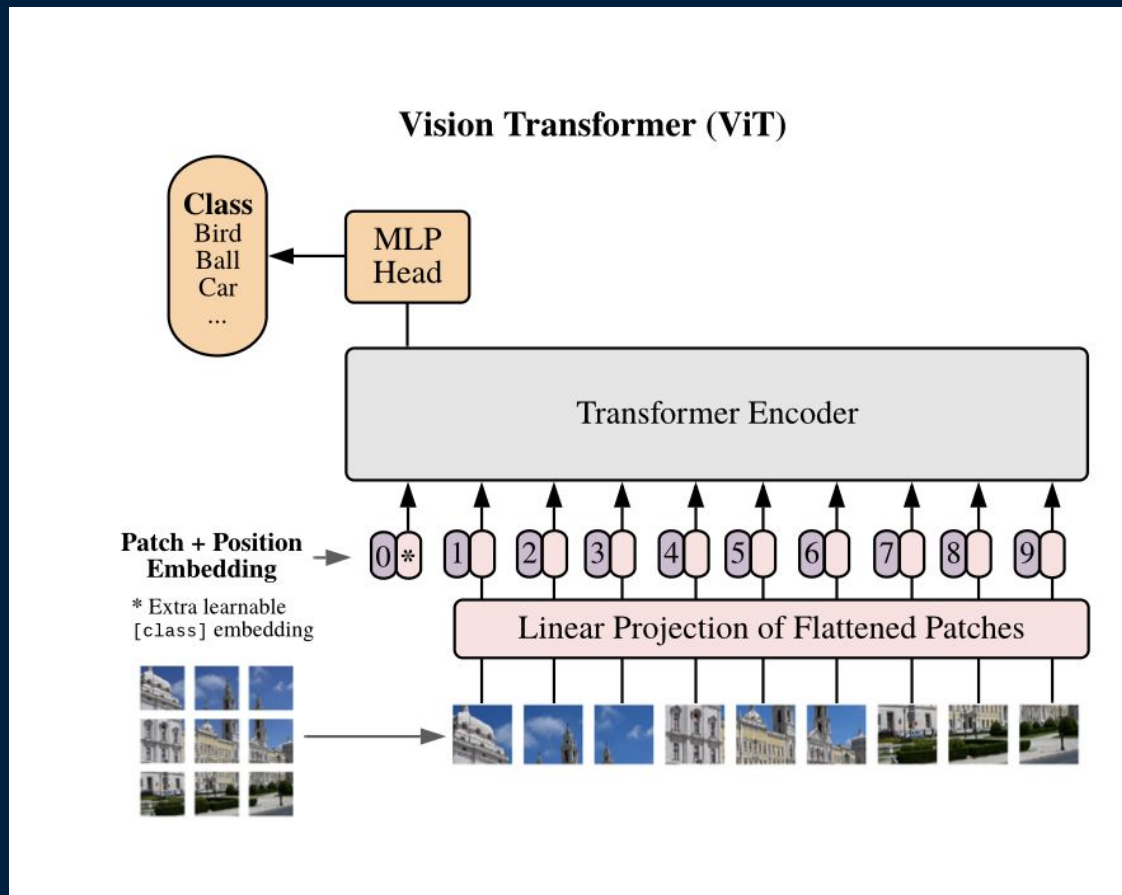 Vision Transformer (ViT)
Class
Bird
Ball
Car
...
MLP
Head
Transformer Encoder
Patch + Position
Embedding
0 * 1 2 3 4 5 6 7 8 9
* Extra learnable
[class] embedding
Linear Projection of Flattened Patches